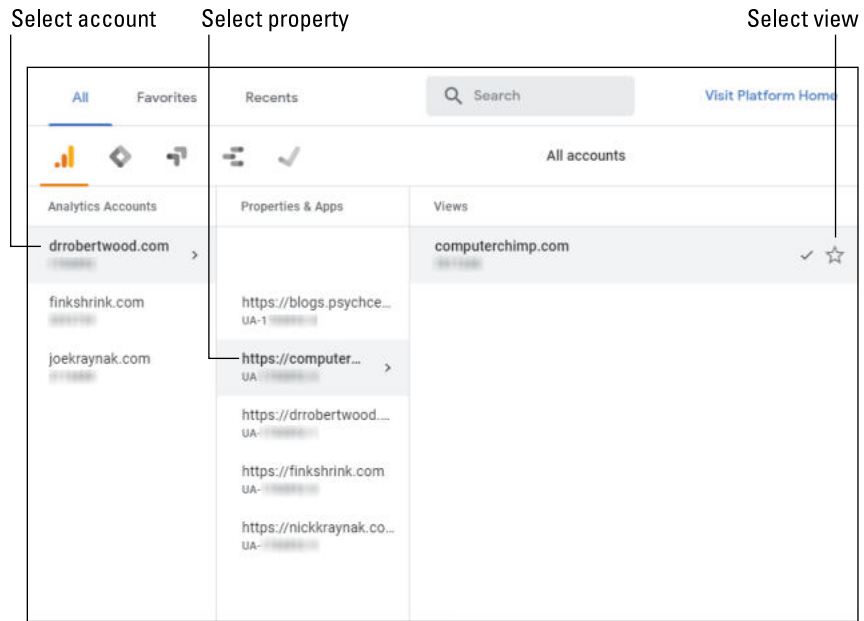 Select account Select property Select view
All Favorites Recents Search Visit Platform Home
All accounts
Analytics Accounts Properties & Apps Views
drrobertwood.com
computerchimp.com
finkshrink.com
https://blogs.psychce...
UA-1
joekraynak.com
https://computer...
UA
https://drrobertwood....
UA-
https://finkshrink.com
UA-
https://nickkraynak.co...
UA-